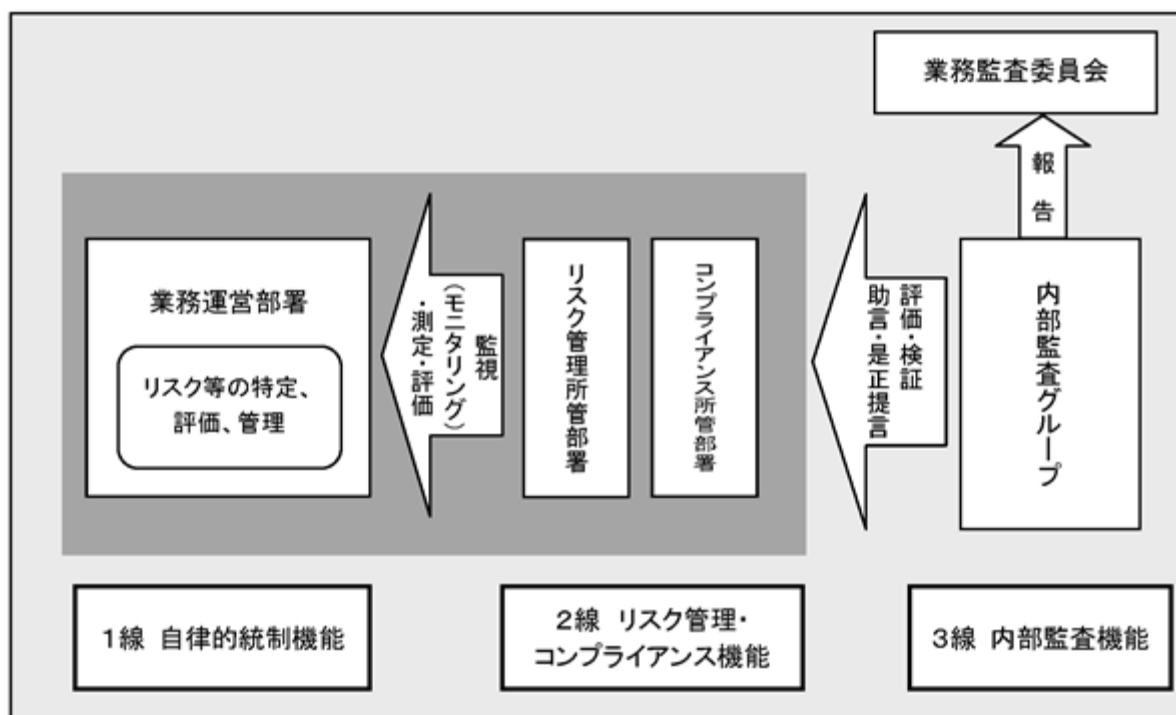 業務監査委員会
報告
業務運営部署
リスク等の特定、
評価、管理
監視
(モニタリング)
・測定・評価
リスク管理所管部署
コンプライアンス所管部署
評価・検証
助言・是正提言
内部監査グループ
1線 自律的統制機能
2線 リスク管理・
コンプライアンス機能
3線 内部監査機能